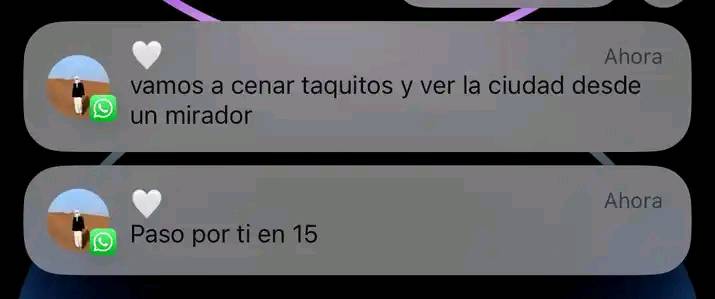 🤍
Ahora
vamos a cenar taquitos y ver la ciudad desde
un mirador
🤍
Ahora
Paso por ti en 15